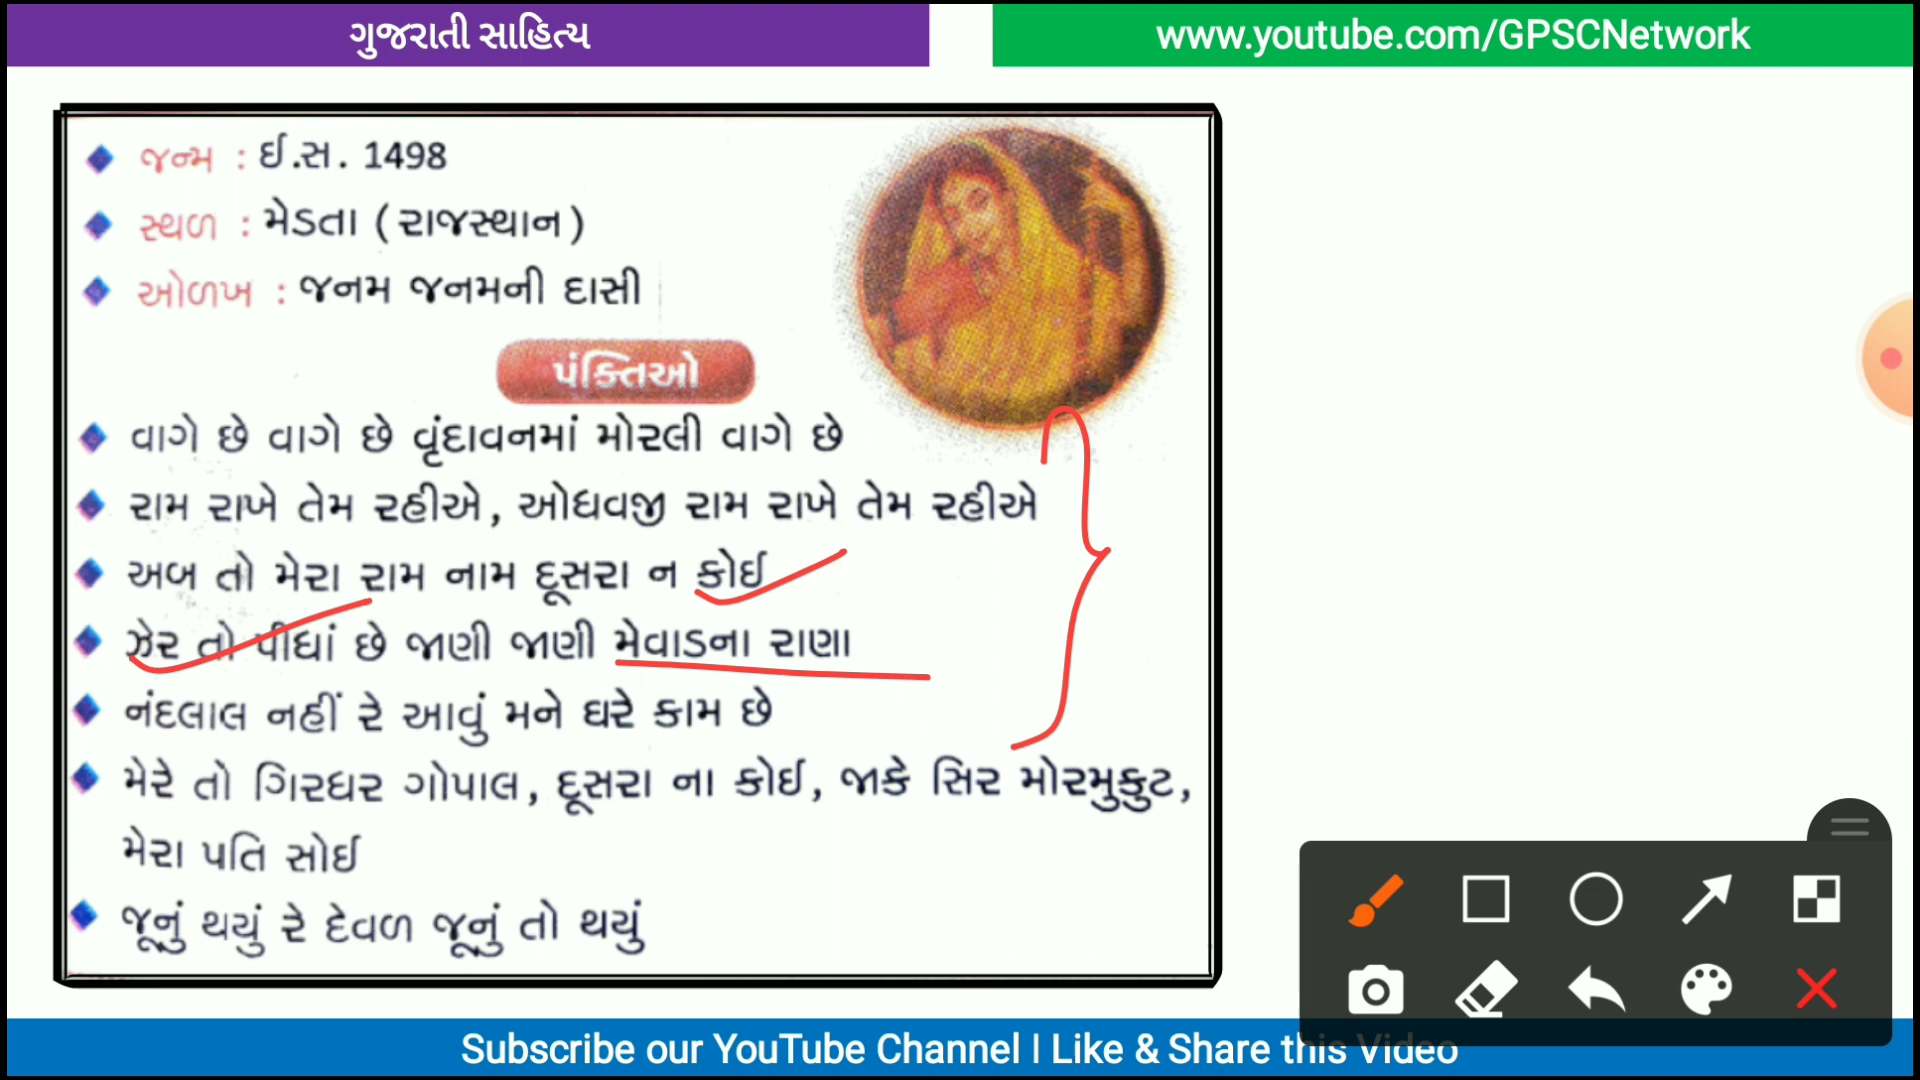 ગુજરાતી સાહિત્ય
www.youtube.com/GPSCNetwork
જન્મ : ઈ.સ. 1498
સ્થળ : મેડતા (રાજસ્થાન)
ઓળખ : જનમ જનમની દાસી
પંક્તિઓ
વાગે છે વાગે છે વૃંદાવનમાં મોરલી વાગે છે
રામ રાખે તેમ રહીએ, ઓધવજી રામ રાખે તેમ રહીએ
અબ તો મેરા રામ નામ દૂસરા ન કોઈ
ઝેર તો પીધાં છે જાણી જાણી મેવાડના રાણા
નંદલાલ નહીં રે આવું મને ઘરે કામ છે
મેરે તો ગિરધર ગોપાલ, દૂસરા ના કોઈ, જાકે સિર મોરમુકુટ,
મેરા પતિ સોઈ
જૂનું થયું રે દેવળ જૂનું તો થયું
Subscribe our YouTube Channel | Like & Share this Video